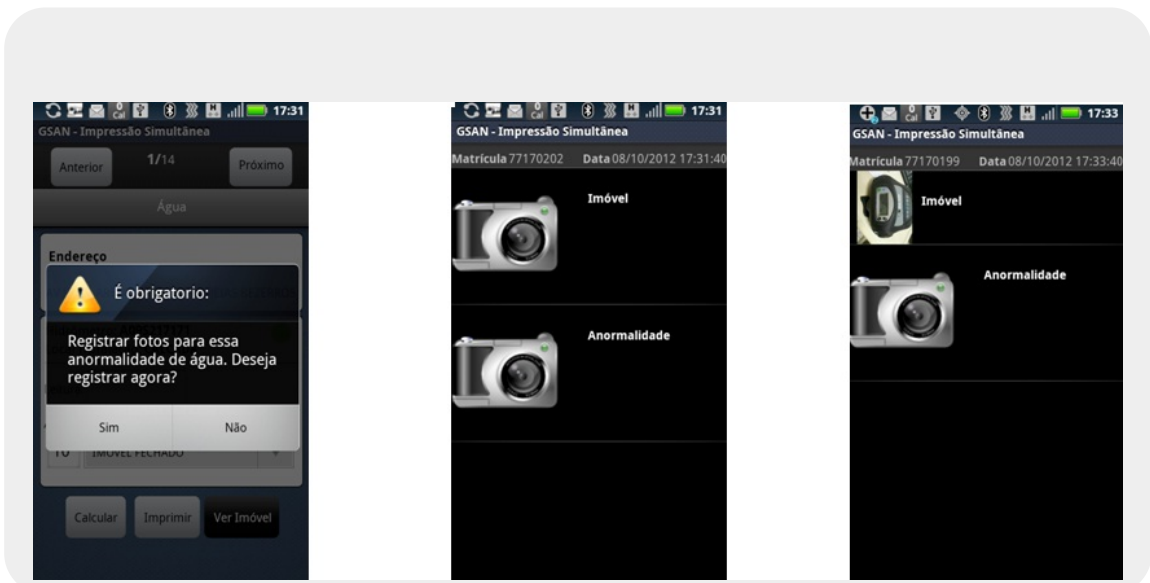 17:31
GSAN - Impressão Simultânea
Anterior 1/14 Próximo
Água
Endereço
É obrigatorio:
Registrar fotos para essa
anormalidade de água. Deseja
registrar agora?
Sim Não
10 IMÓVEL FECHADO
Calcular Imprimir Ver Imóvel
17:31
GSAN - Impressão Simultânea
Matrícula 77170202 Data 08/10/2012 17:31:40
Imóvel
Anormalidade
17:33
GSAN - Impressão Simultânea
Matrícula 77170199 Data 08/10/2012 17:33:40
Imóvel
Anormalidade